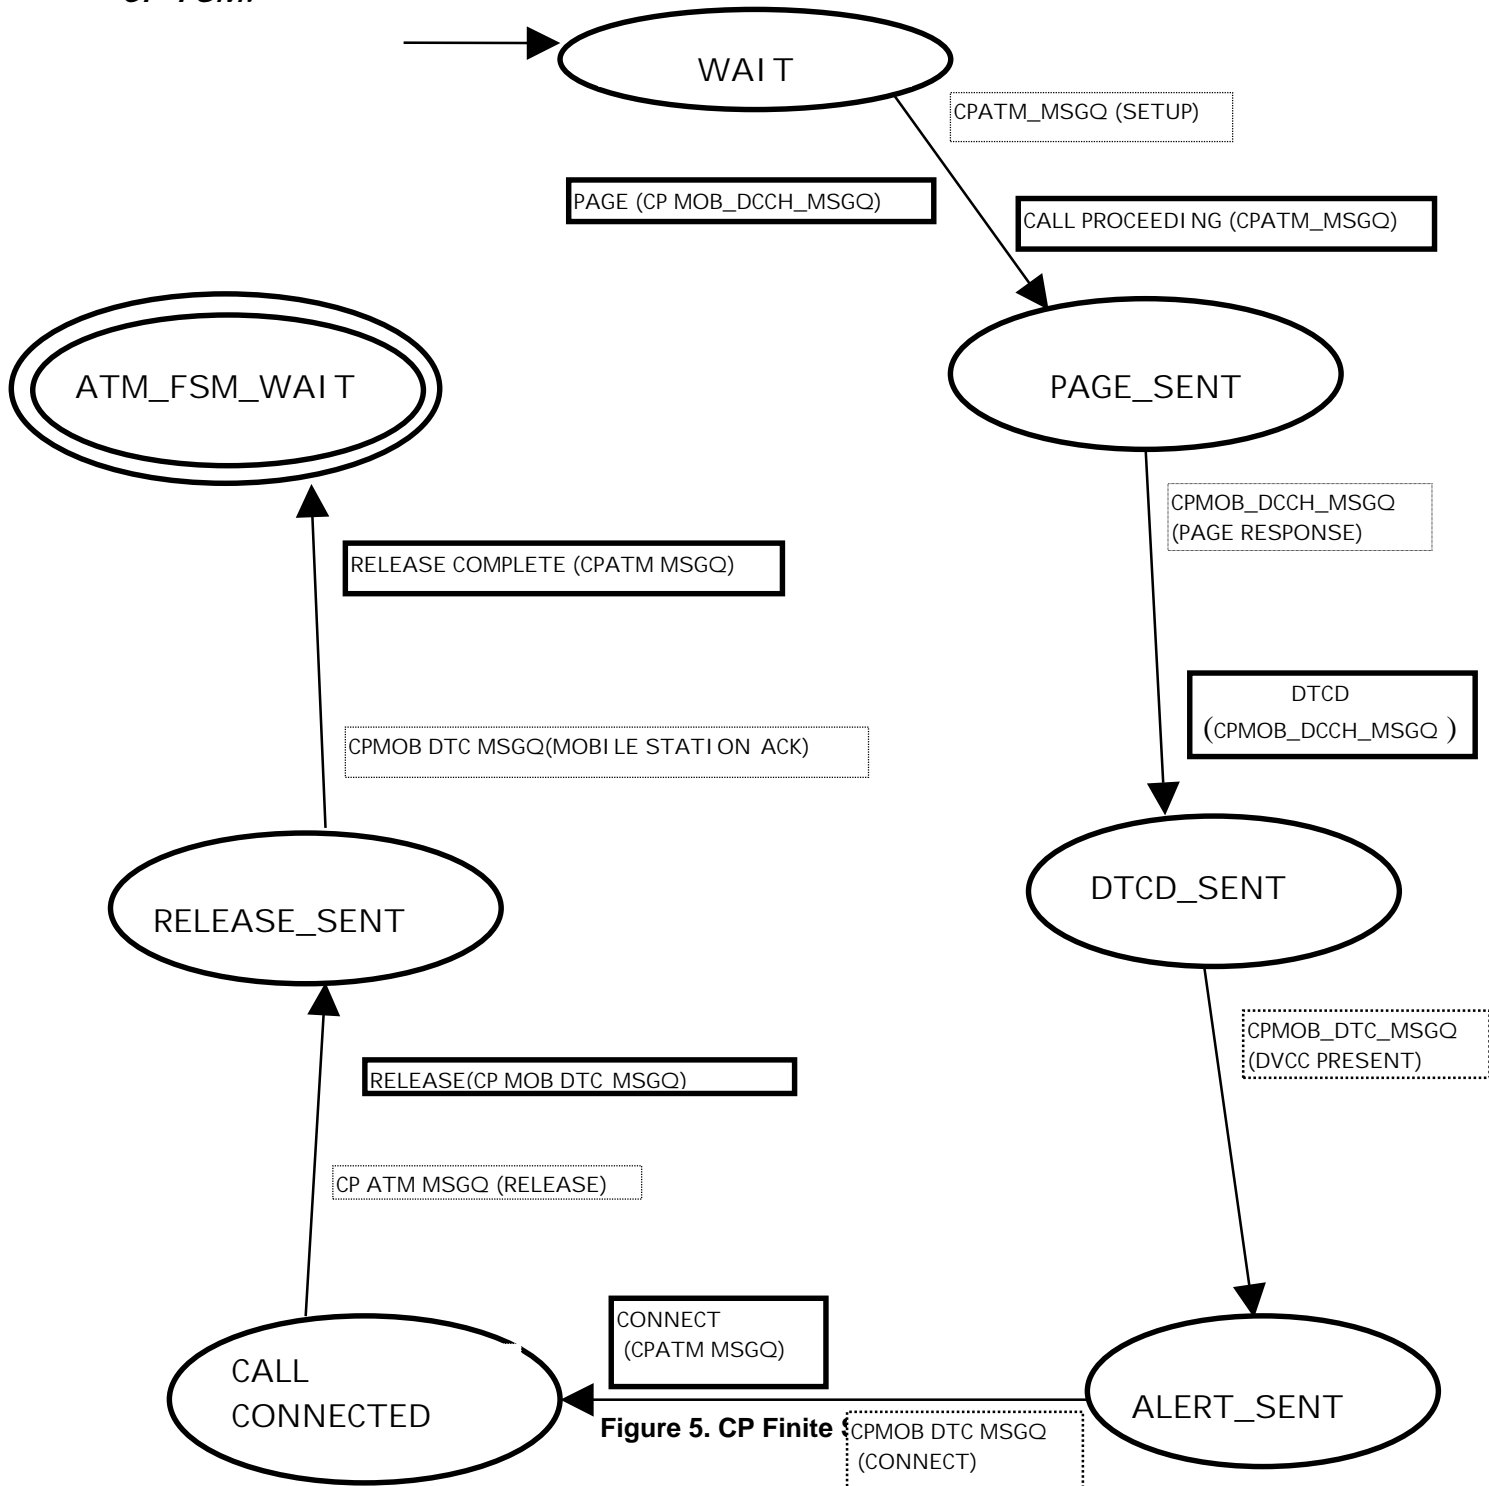 WAIT
CPATM_MSGQ (SETUP)
PAGE (CP MOB_DCCH_MSGQ)
CALL PROCEEDING (CPATM_MSGQ)
ATM_FSM_WAIT
PAGE_SENT
CPMOB_DCCH_MSGQ
(PAGE RESPONSE)
RELEASE COMPLETE (CPATM MSGQ)
DTCD
(CPMOB_DCCH_MSGQ )
CPMOB DTC MSGQ(MOBILE STATION ACK)
DTCD_SENT
RELEASE_SENT
CPMOB_DTC_MSGQ
(DVCC PRESENT)
RELEASE(CP MOB DTC MSGQ)
CP ATM MSGQ (RELEASE)
CONNECT
(CPATM MSGQ)
CALL
CONNECTED
ALERT_SENT
Figure 5. CP Finite
CPMOB DTC MSGQ
(CONNECT)